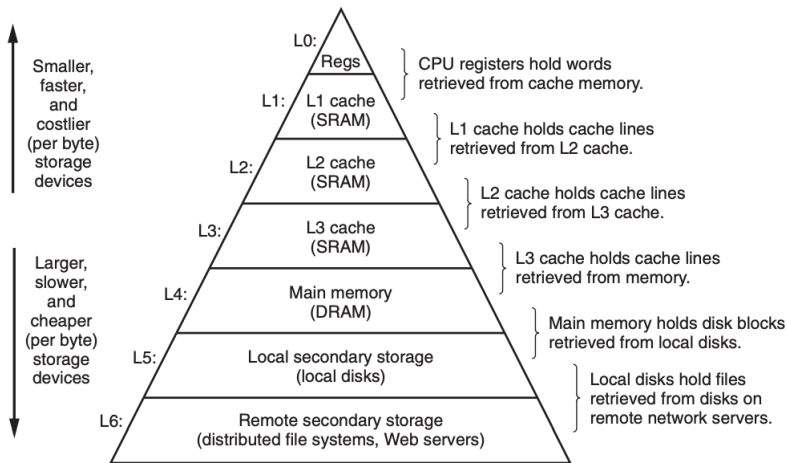 L0:
Regs
CPU registers hold words
retrieved from cache memory.
Smaller,
faster,
and
costlier
(per byte)
storage
devices
L1:
L1 cache
(SRAM)
L1 cache holds cache lines
retrieved from L2 cache.
L2:
L2 cache
(SRAM)
L2 cache holds cache lines
retrieved from L3 cache.
L3:
L3 cache
(SRAM)
L3 cache holds cache lines
retrieved from memory.
Larger,
slower,
and
cheaper
(per byte)
storage
devices
L4:
Main memory
(DRAM)
Main memory holds disk blocks
retrieved from local disks.
L5:
Local secondary storage
(local disks)
Local disks hold files
retrieved from disks on
remote network servers.
L6:
Remote secondary storage
(distributed file systems, Web servers)